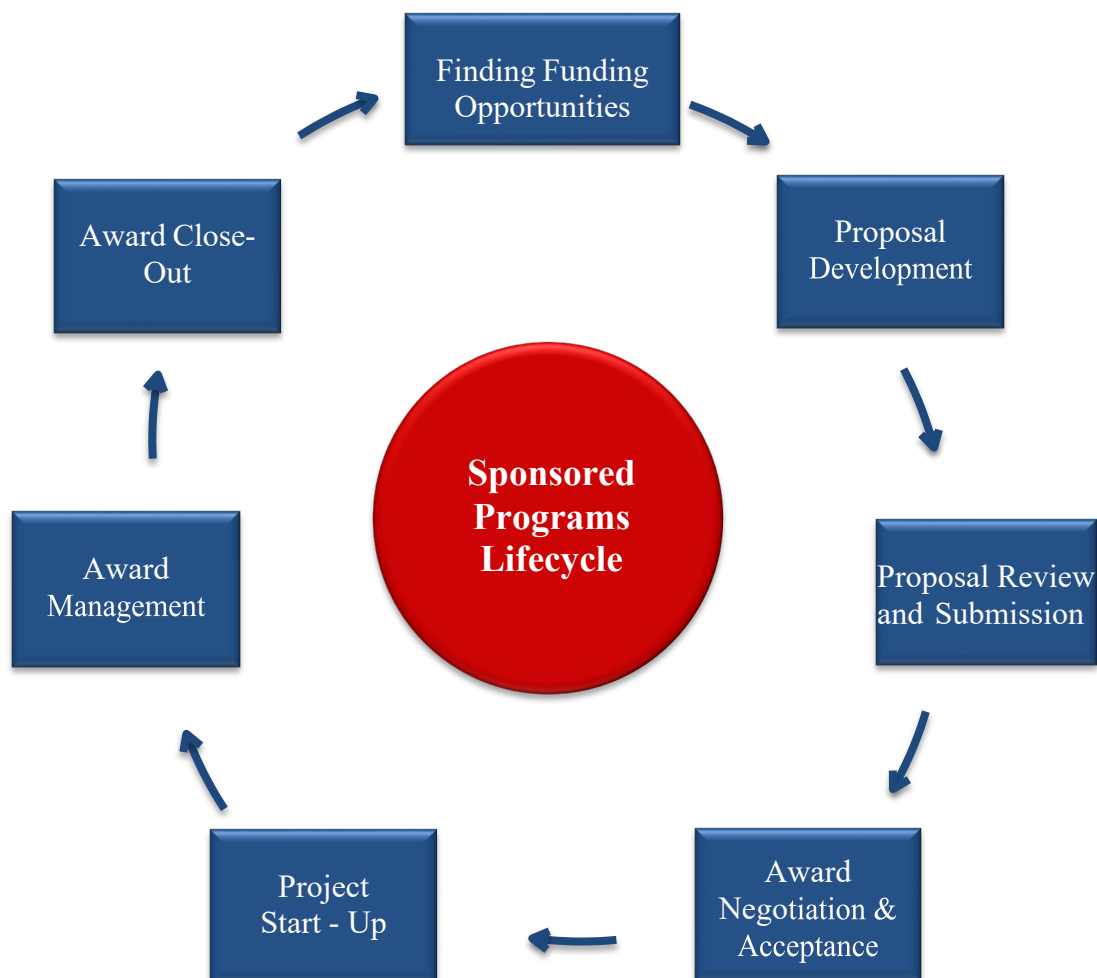 Finding Funding
Opportunities
Proposal
Development
Proposal Review
and Submission
Award
Negotiation &
Acceptance
Project
Start - Up
Award
Management
Award Close-
Out
Sponsored
Programs
Lifecycle